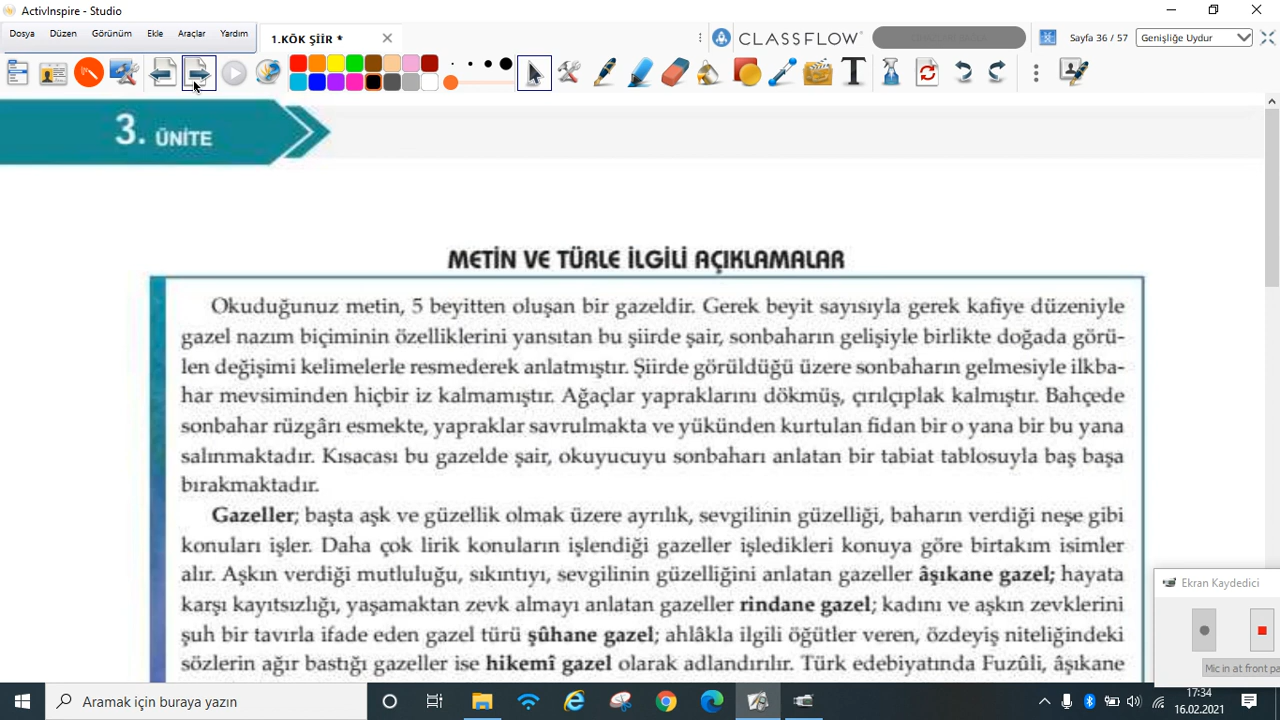 ActivInspire - Studio
Dosya Düzen Görünüm Ekle Araçlar Yardım
1.KÖK ŞİİR *
CLASSFLOW
Sayfa 36 / 57
Genişliğe Uydur
3. ÜNİTE
METİN VE TÜRLE İLGİLİ AÇIKLAMALAR
Okuduğunuz metin, 5 beyitten oluşan bir gazeldir. Gerek beyit sayısıyla gerek kafiye düzeniyle
gazel nazım biçiminin özelliklerini yansıtan bu şiirde şair, sonbaharın gelişiyle birlikte doğada görü-
len değişimi kelimelerle resmederek anlatmıştır. Şiirde görüldüğü üzere sonbaharın gelmesiyle ilkba-
har mevsiminden hiçbir iz kalmamıştır. Ağaçlar yapraklarını dökmüş, çırılçıplak kalmıştır. Bahçede
sonbahar rüzgârı esmekte, yapraklar savrulmakta ve yükünden kurtulan fidan bir o yana bir bu yana
salınmaktadır. Kısacası bu gazelde şair, okuyucuyu sonbaharı anlatan bir tabiat tablosuyla baş başa
bırakmaktadır.
Gazeller; başta aşk ve güzellik olmak üzere ayrılık, sevgilinin güzelliği, baharın verdiği neşe gibi
konuları işler. Daha çok lirik konuların işlendiği gazeller işledikleri konuya göre birtakım isimler
alır. Aşkın verdiği mutluluğu, sıkıntıyı, sevgilinin güzelliğini anlatan gazeller âşıkane gazel; hayata
karşı kayıtsızlığı, yaşamaktan zevk almayı anlatan gazeller rindane gazel; kadını ve aşkın zevklerini
şuh bir tavırla ifade eden gazel türü şûhane gazel; ahlâkla ilgili öğütler veren, özdeyiş niteliğindeki
sözlerin ağır bastığı gazeller ise hikemî gazel olarak adlandırılır. Türk edebiyatında Fuzûli, âşıkane
Ekran Kaydedici
Mic in at front pa
Aramak için buraya yazın
17:34
16.02.2021